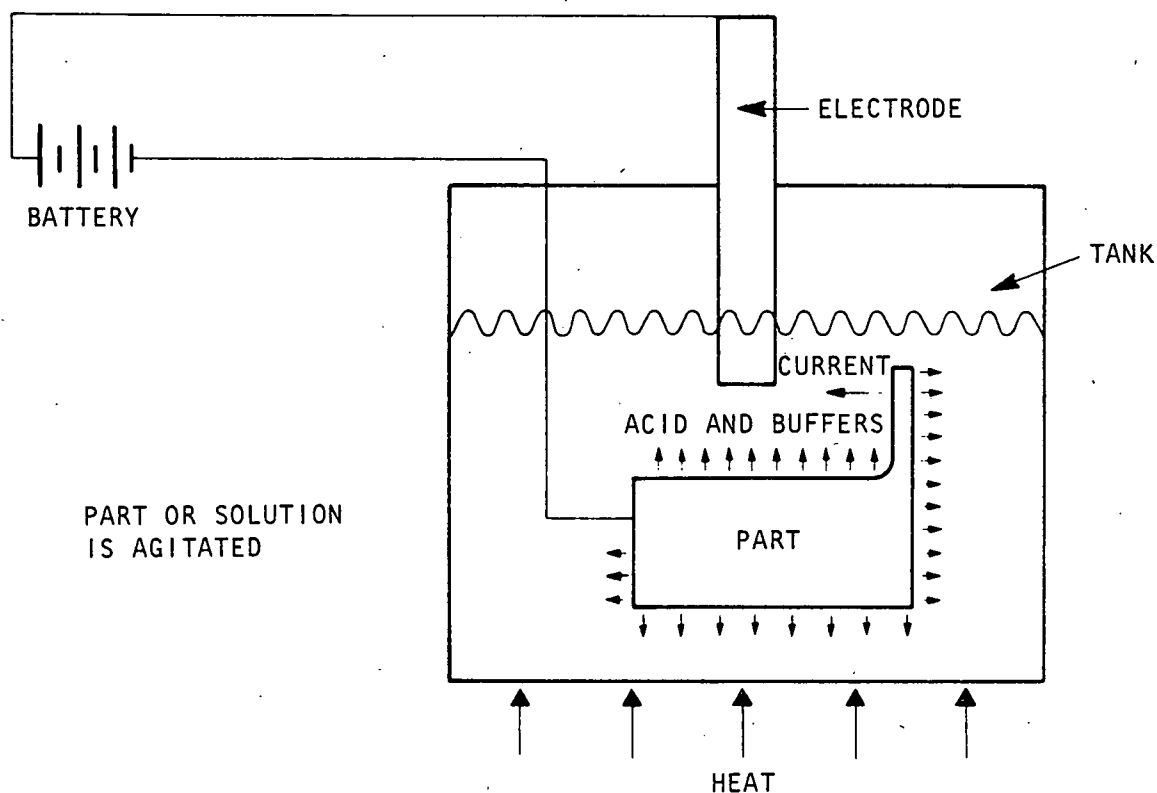 ELECTRODE
BATTERY
TANK
CURRENT
ACID AND BUFFERS
PART OR SOLUTION
IS AGITATED
PART
HEAT